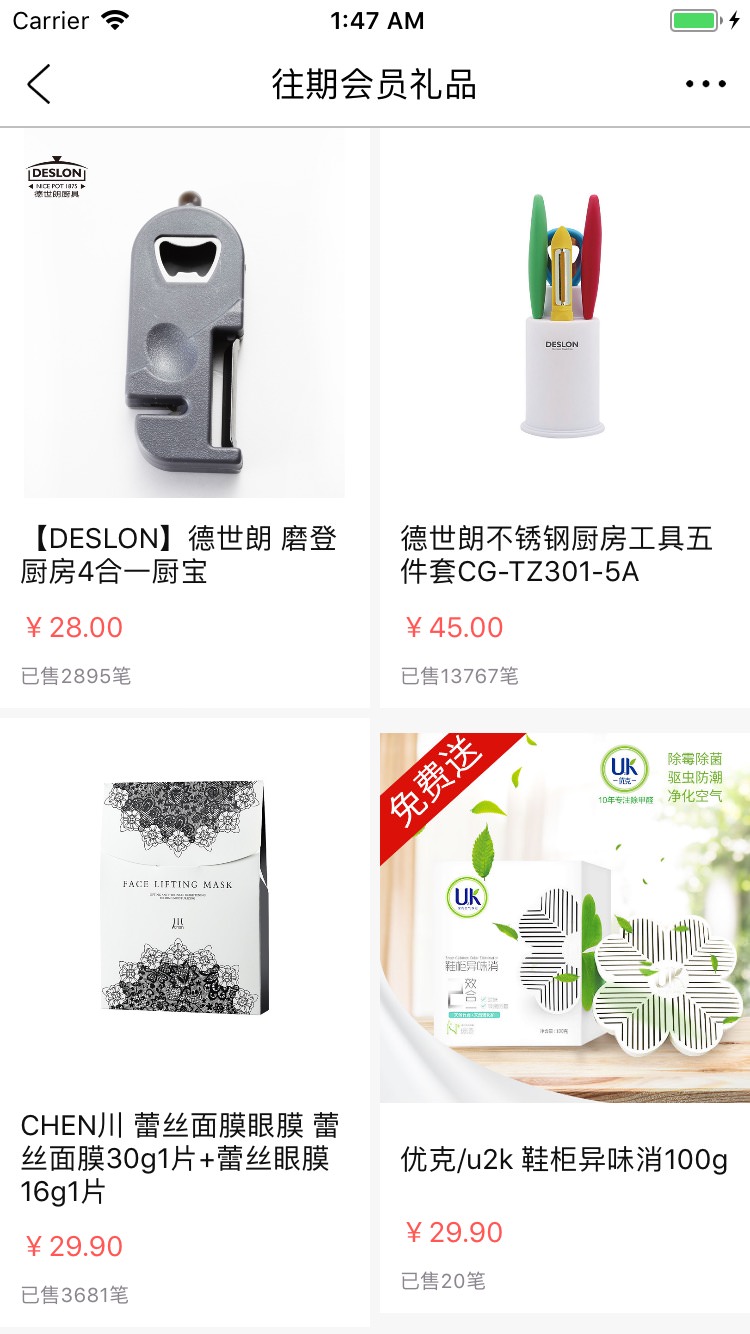 Carrier
1:47 AM
往期会员礼品
DESLON
NICE POT 1875
德世朗厨具
DESLON
【DESLON】德世朗 磨登
厨房4合一厨宝
￥28.00
已售2895笔
德世朗不锈钢厨房工具五
件套CG-TZ301-5A
￥45.00
已售13767笔
FACE LIFTING MASK
CHEN川 蕾丝面膜眼膜 蕾
丝面膜30g1片+蕾丝眼膜
16g1片
￥29.90
已售3681笔
免费送
UK
优克
10年专注除甲醛
除霉除菌
驱虫防潮
净化空气
UK
鞋柜异味消
优克/u2k 鞋柜异味消100g
￥29.90
已售20笔